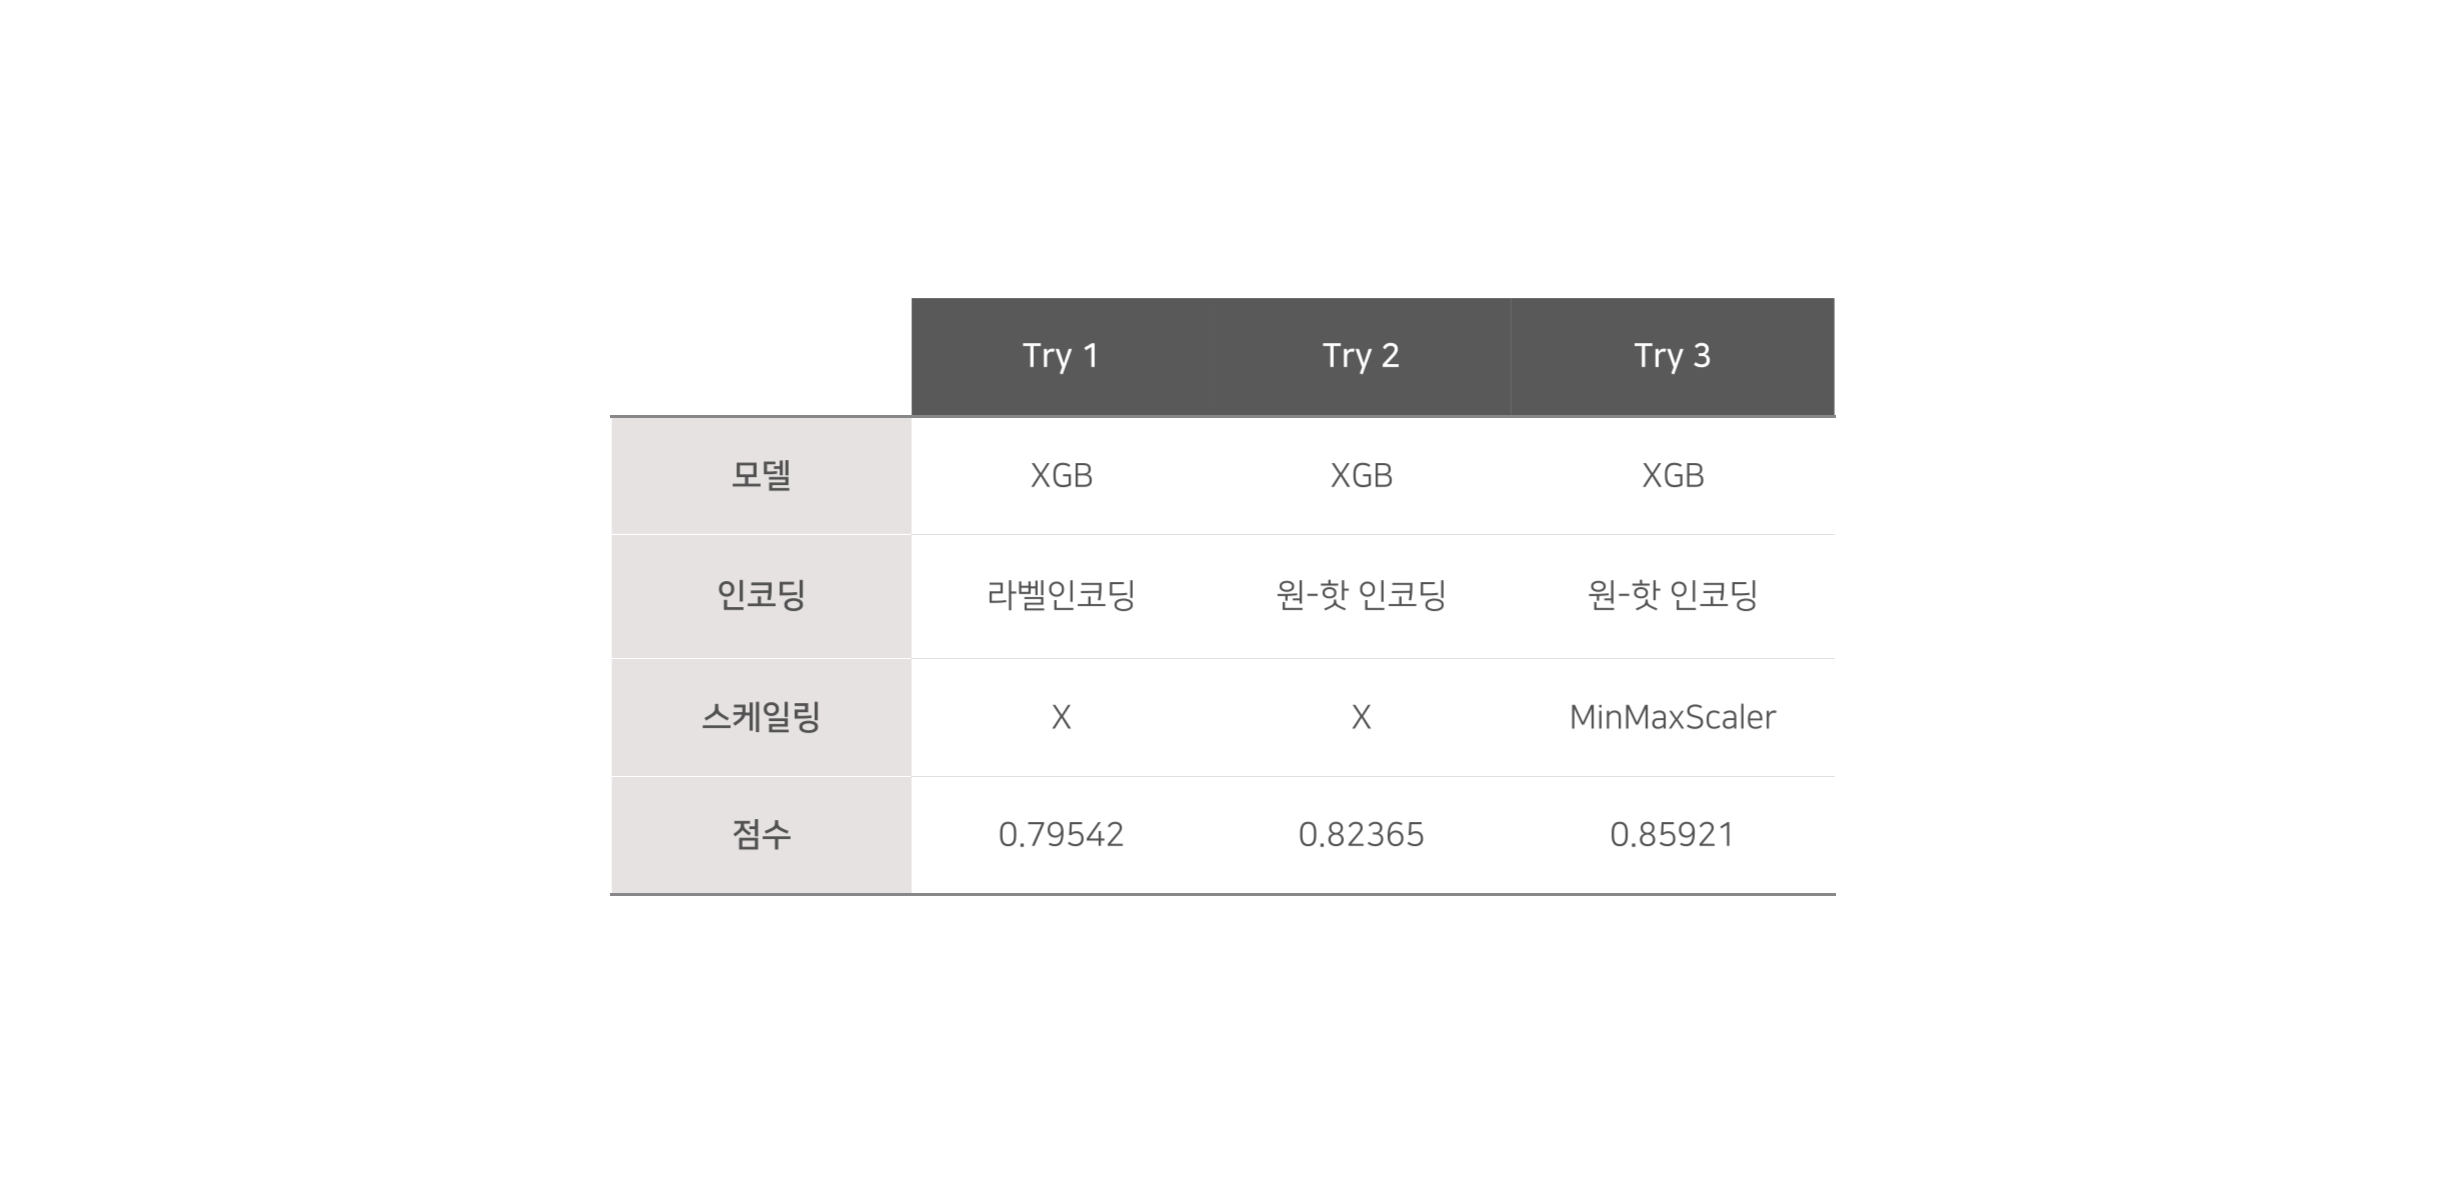 Try 1 Try 2 Try 3
모델 XGB XGB XGB
인코딩 라벨인코딩 원-핫 인코딩 원-핫 인코딩
스케일링 X X MinMaxScaler
점수 0.79542 0.82365 0.85921